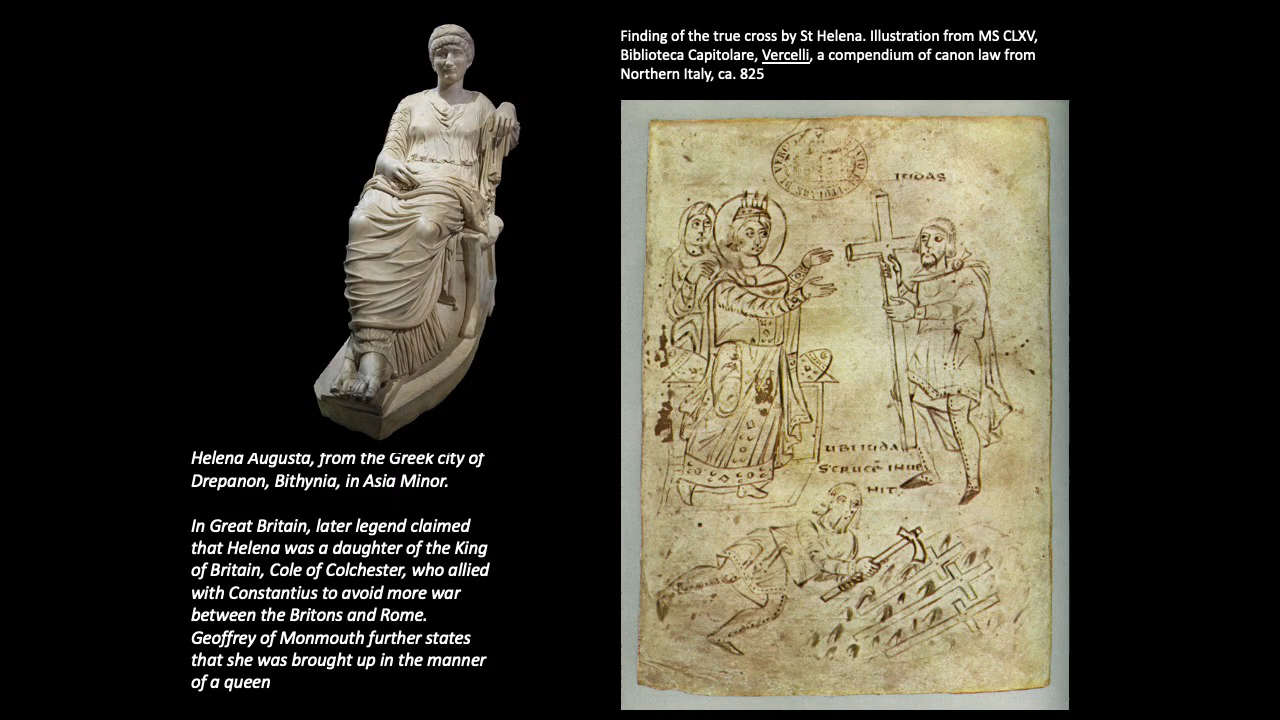 Finding of the true cross by St Helena. Illustration from MS CLXV,
Biblioteca Capitolare, Vercelli, a compendium of canon law from
Northern Italy, ca. 825
IUDAS
UBI IUDA
SCRUCE INUE
NIT.
Helena Augusta, from the Greek city of
Drepanon, Bithynia, in Asia Minor.
In Great Britain, later legend claimed
that Helena was a daughter of the King
of Britain, Cole of Colchester, who allied
with Constantius to avoid more war
between the Britons and Rome.
Geoffrey of Monmouth further states
that she was brought up in the manner
of a queen